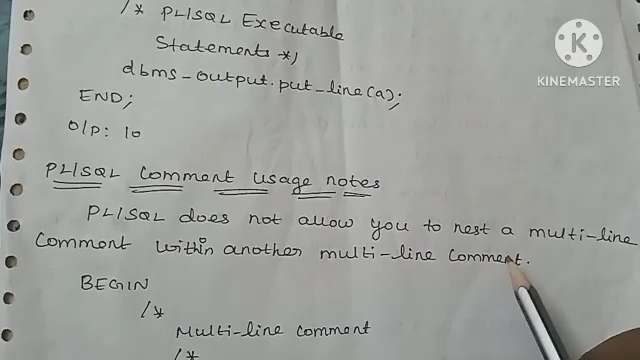 /* PL/SQL Executable
Statements */
dbms_output.put_line(a);
END;
O/P: 10
PL/SQL Comment usage notes
PL/SQL does not allow you to nest a multi-line
comment within another multi-line comment.
BEGIN
/*
Multi-line comment
/*
KINEMASTER